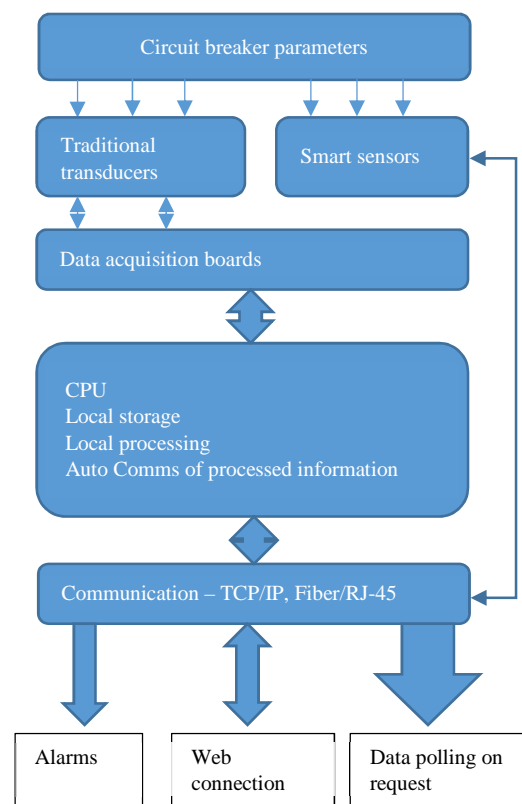 Circuit breaker parameters
Traditional
transducers
Smart sensors
Data acquisition boards
CPU
Local storage
Local processing
Auto Comms of processed information
Communication – TCP/IP, Fiber/RJ-45
Alarms
Web
connection
Data polling on
request